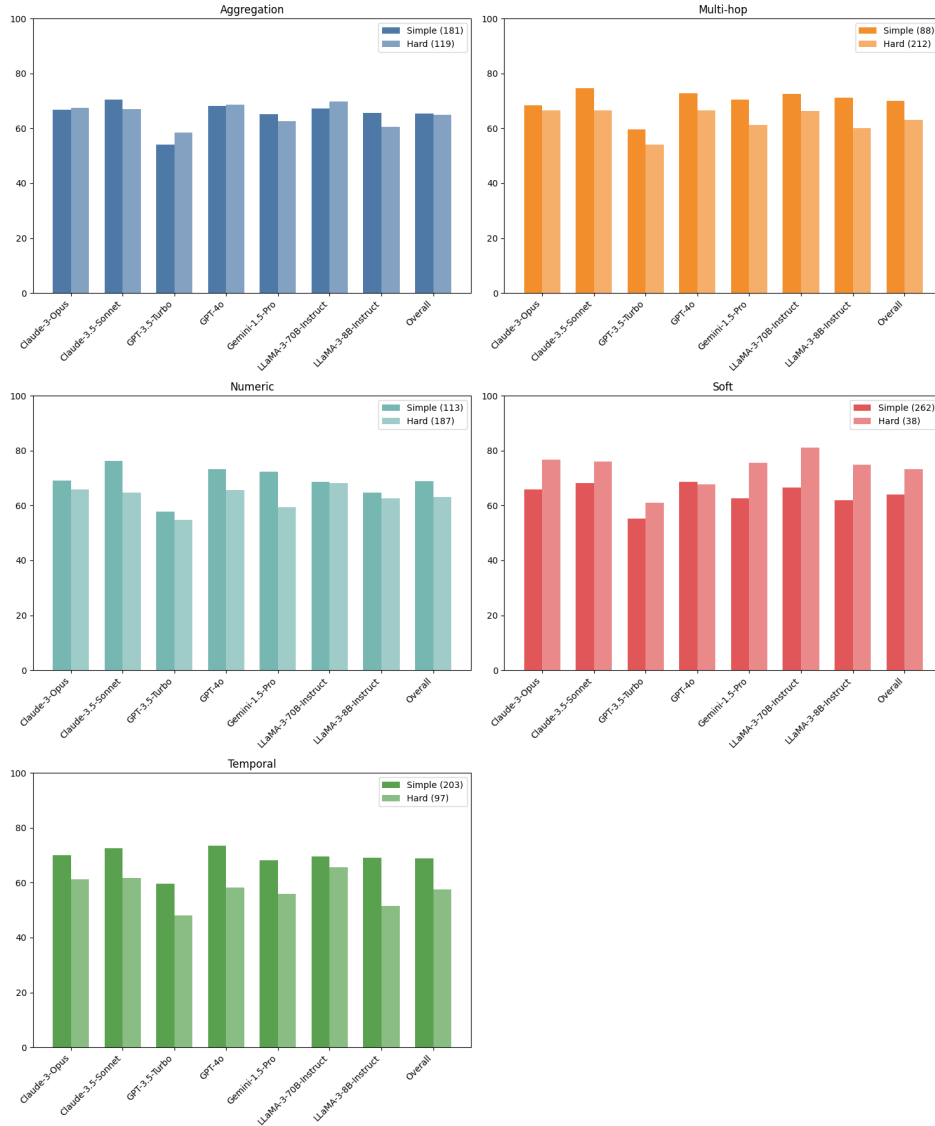 Aggregation
100
80
60
40
20
0
Simple (181)
Hard (119)
Claude-3-Opus
Claude-3.5-Sonnet
GPT-3.5-Turbo
GPT-4o
Gemini-1.5-Pro
LLaMA-3-70B-Instruct
LLaMA-3-8B-Instruct
Overall
Multi-hop
100
80
60
40
20
0
Simple (88)
Hard (212)
Claude-3-Opus
Claude-3.5-Sonnet
GPT-3.5-Turbo
GPT-4o
Gemini-1.5-Pro
LLaMA-3-70B-Instruct
LLaMA-3-8B-Instruct
Overall
Numeric
100
80
60
40
20
0
Simple (113)
Hard (187)
Claude-3-Opus
Claude-3.5-Sonnet
GPT-3.5-Turbo
GPT-4o
Gemini-1.5-Pro
LLaMA-3-70B-Instruct
LLaMA-3-8B-Instruct
Overall
Soft
100
80
60
40
20
0
Simple (262)
Hard (38)
Claude-3-Opus
Claude-3.5-Sonnet
GPT-3.5-Turbo
GPT-4o
Gemini-1.5-Pro
LLaMA-3-70B-Instruct
LLaMA-3-8B-Instruct
Overall
Temporal
100
80
60
40
20
0
Simple (203)
Hard (97)
Claude-3-Opus
Claude-3.5-Sonnet
GPT-3.5-Turbo
GPT-4o
Gemini-1.5-Pro
LLaMA-3-70B-Instruct
LLaMA-3-8B-Instruct
Overall